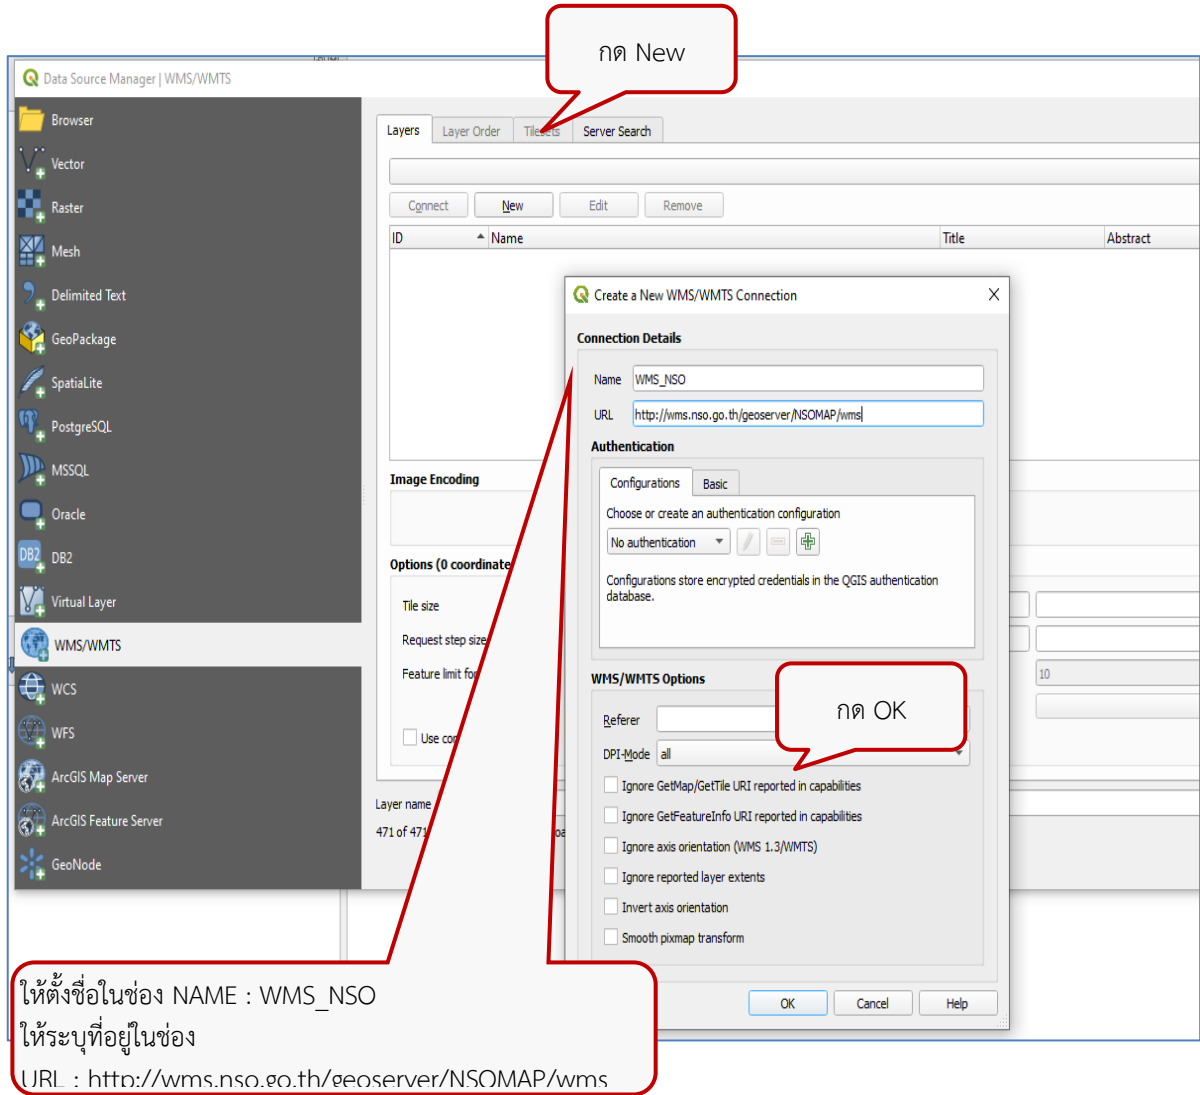 กด New
Data Source Manager | WMS/WMTS
Browser
Vector
Raster
Mesh
Delimited Text
GeoPackage
SpatiaLite
PostgreSQL
MSSQL
Oracle
DB2
DB2
Virtual Layer
WMS/WMTS
WCS
WFS
ArcGIS Map Server
ArcGIS Feature Server
GeoNode
Layers Layer Order Tilesets Server Search
Connect New Edit Remove
ID Name Title Abstract
Image Encoding
Options (0 coordinate
Tile size
Request step size
Feature limit for
10
Use con
Layer name
471 of 471
Create a New WMS/WMTS Connection
Connection Details
Name WMS_NSO
URL http://wms.nso.go.th/geoserver/NSOMAP/wms
Authentication
Configurations Basic
Choose or create an authentication configuration
No authentication
Configurations store encrypted credentials in the QGIS authentication
database.
WMS/WMTS Options
Referer
DPI-Mode all
กด OK
Ignore GetMap/GetTile URI reported in capabilities
Ignore GetFeatureInfo URI reported in capabilities
Ignore axis orientation (WMS 1.3/WMTS)
Ignore reported layer extents
Invert axis orientation
Smooth pixmap transform
OK Cancel Help
ให้ตั้งชื่อในช่อง NAME : WMS_NSO
ให้ระบุที่อยู่ในช่อง
URL : http://wms.nso.go.th/geoserver/NSOMAP/wms